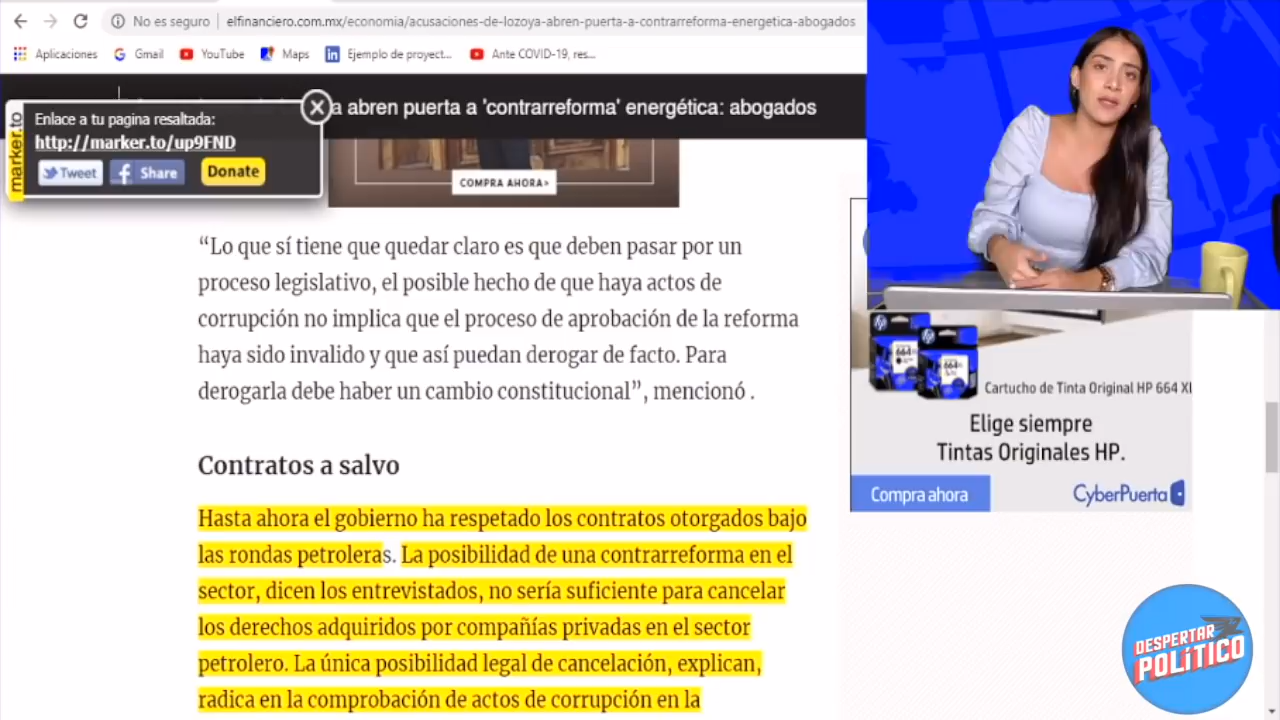 No es seguro
elfinanciero.com.mx/economia/acusaciones-de-lozoya-abren-puerta-a-contrarreforma-energetica-abogados
Aplicaciones
Gmail
YouTube
Maps
Ejemplo de proyect...
Ante COVID-19, res...
a abren puerta a 'contrarreforma' energética: abogados
marker.to
Enlace a tu pagina resaltada:
http://marker.to/up9FND
Tweet
Share
Donate
COMPRA AHORA>
“Lo que sí tiene que quedar claro es que deben pasar por un
proceso legislativo, el posible hecho de que haya actos de
corrupción no implica que el proceso de aprobación de la reforma
haya sido invalido y que así puedan derogar de facto. Para
derogarla debe haber un cambio constitucional”, mencionó .
Contratos a salvo
Hasta ahora el gobierno ha respetado los contratos otorgados bajo
las rondas petroleras. La posibilidad de una contrarreforma en el
sector, dicen los entrevistados, no sería suficiente para cancelar
los derechos adquiridos por compañías privadas en el sector
petrolero. La única posibilidad legal de cancelación, explican,
radica en la comprobación de actos de corrupción en la
hp
664XL
664XL
Cartucho de Tinta Original HP 664 XL
Elige siempre
Tintas Originales HP.
Compra ahora
CyberPuerta
DESPERTAR
POLÍTICO